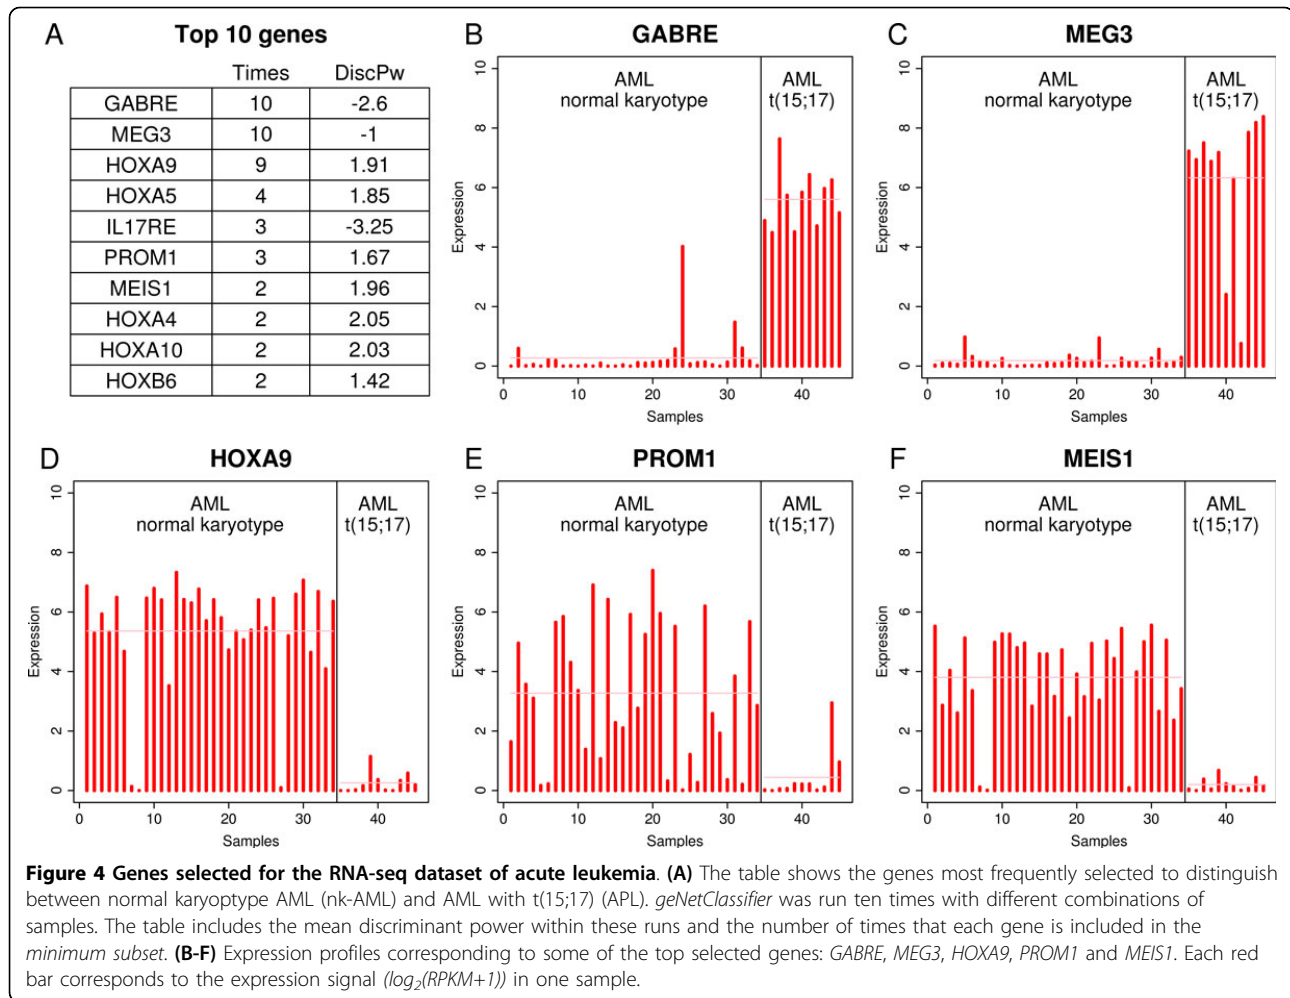 A Top 10 genes
Times DiscPw
GABRE 10 -2.6
MEG3 10 -1
HOXA9 9 1.91
HOXA5 4 1.85
IL17RE 3 -3.25
PROM1 3 1.67
MEIS1 2 1.96
HOXA4 2 2.05
HOXA10 2 2.03
HOXB6 2 1.42
B GABRE
AML
normal karyotype
AML
t(15;17)
Expression
0 2 4 6 8 10
0 10 20 30 40
Samples
C MEG3
AML
normal karyotype
AML
t(15;17)
Expression
0 2 4 6 8 10
0 10 20 30 40
Samples
D HOXA9
AML
normal karyotype
AML
t(15;17)
Expression
0 2 4 6 8 10
0 10 20 30 40
Samples
E PROM1
AML
normal karyotype
AML
t(15;17)
Expression
0 2 4 6 8 10
0 10 20 30 40
Samples
F MEIS1
AML
normal karyotype
AML
t(15;17)
Expression
0 2 4 6 8 10
0 10 20 30 40
Samples
Figure 4 Genes selected for the RNA-seq dataset of acute leukemia. (A) The table shows the genes most frequently selected to distinguish
between normal karyoptype AML (nk-AML) and AML with t(15;17) (APL). geNetClassifier was run ten times with different combinations of
samples. The table includes the mean discriminant power within these runs and the number of times that each gene is included in the
minimum subset. (B-F) Expression profiles corresponding to some of the top selected genes: GABRE, MEG3, HOXA9, PROM1 and MEIS1. Each red
bar corresponds to the expression signal (log₂(RPKM+1)) in one sample.